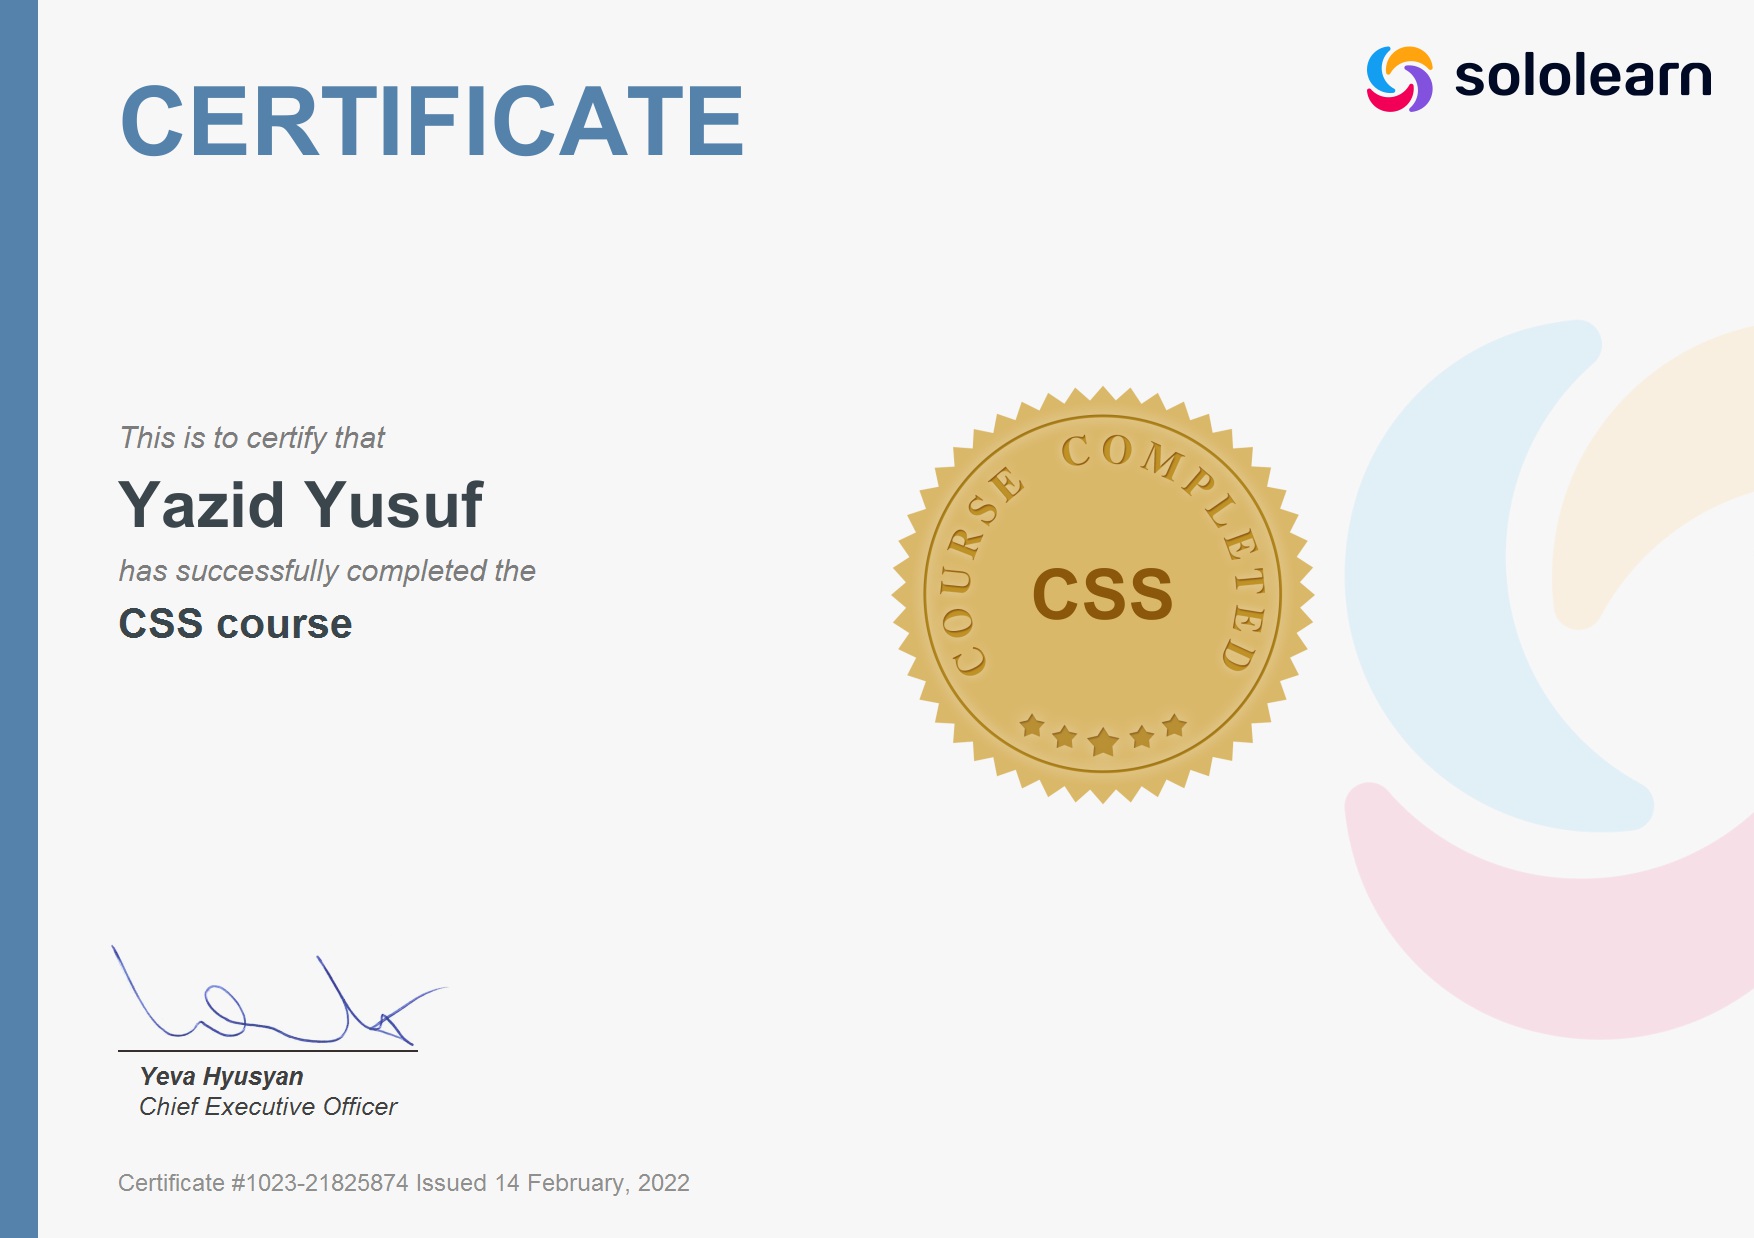 CERTIFICATE
sololearn
This is to certify that
Yazid Yusuf
has successfully completed the
CSS course
COURSE COMPLETED
CSS
Yeva Hyusyan
Chief Executive Officer
Certificate #1023-21825874 Issued 14 February, 2022